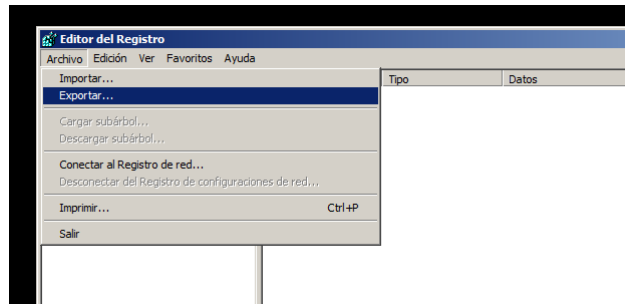 Editor del Registro
Archivo Edición Ver Favoritos Ayuda
Importar...
Tipo Datos
Exportar...
Cargar subárbol...
Descargar subárbol...
Conectar al Registro de red...
Desconectar del Registro de configuraciones de red...
Imprimir... Ctrl+P
Salir